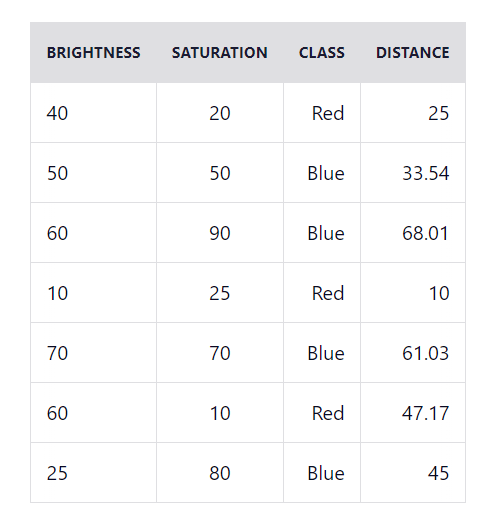 BRIGHTNESS SATURATION CLASS DISTANCE
40 20 Red 25
50 50 Blue 33.54
60 90 Blue 68.01
10 25 Red 10
70 70 Blue 61.03
60 10 Red 47.17
25 80 Blue 45